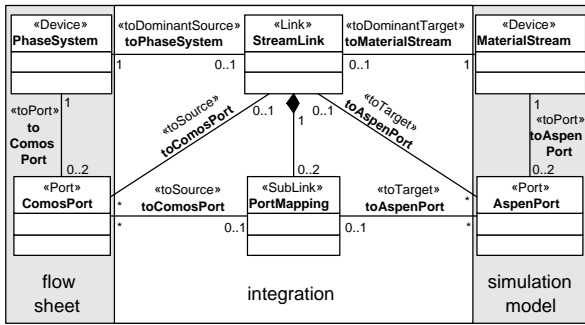 «Device»
PhaseSystem
«toDominantSource»
toPhaseSystem
1
0..1
«Link»
StreamLink
«toDominantTarget»
toMaterialStream
0..1
1
«Device»
MaterialStream
1
«toPort»
to
Comos
Port
0..2
«toSource»
toComosPort
0..1
1
0..1
«toTarget»
toAspenPort
1
«toPort»
toAspen
Port
0..2
0..2
«Port»
ComosPort
*
*
«toSource»
toComosPort
0..1
«SubLink»
PortMapping
«toTarget»
toAspenPort
0..1
*
*
«Port»
AspenPort
flow
sheet
integration
simulation
model